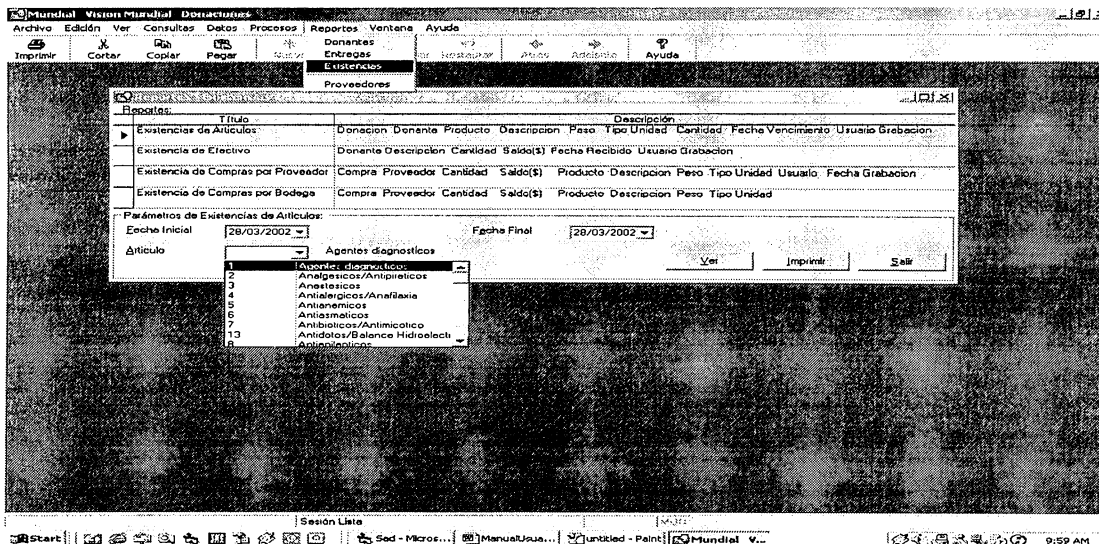 Mundial Vision Mundial Donaciones
Archivo Edición Ver Consultas Datos Procesos Reportes Ventana Ayuda
Imprimir Cortar Copiar Pegar Ayuda
Donantes
Entregas
Existencias
Proveedores
Reportes:
Título Descripción
Existencias de Articulos Donacion Donante Producto Descripcion Peso Tipo Unidad Cantidad Fecha Vencimiento Usuario Grabacion
Existencia de Efectivo Donante Descripcion Cantidad Saldo($) Fecha Recibido Usuario Grabacion
Existencia de Compras por Proveedor Compra Proveedor Cantidad Saldo($) Producto Descripcion Peso Tipo Unidad Usuario Fecha Grabacion
Existencia de Compras por Bodega Compra Proveedor Cantidad Saldo($) Producto Descripcion Peso Tipo Unidad
Parámetros de Existencias de Articulos:
Fecha Inicial 28/03/2002 Fecha Final 28/03/2002
Articulo Agentes diagnosticos
Ver Imprimir Salir
1 Agentes diagnosticos
2 Analgesicos/Antipireticos
3 Anestesicos
4 Antialergicos/Anafilaxia
5 Antianemicos
6 Antiasmaticos
7 Antibioticos/Antimicotico
13 Antidotos/Balance Hidroelecti
8 Antiepilepticos
Sesión Lista
Start Sad - Micros... ManualUsua... untitled - Paint Mundial V... 9:59 AM